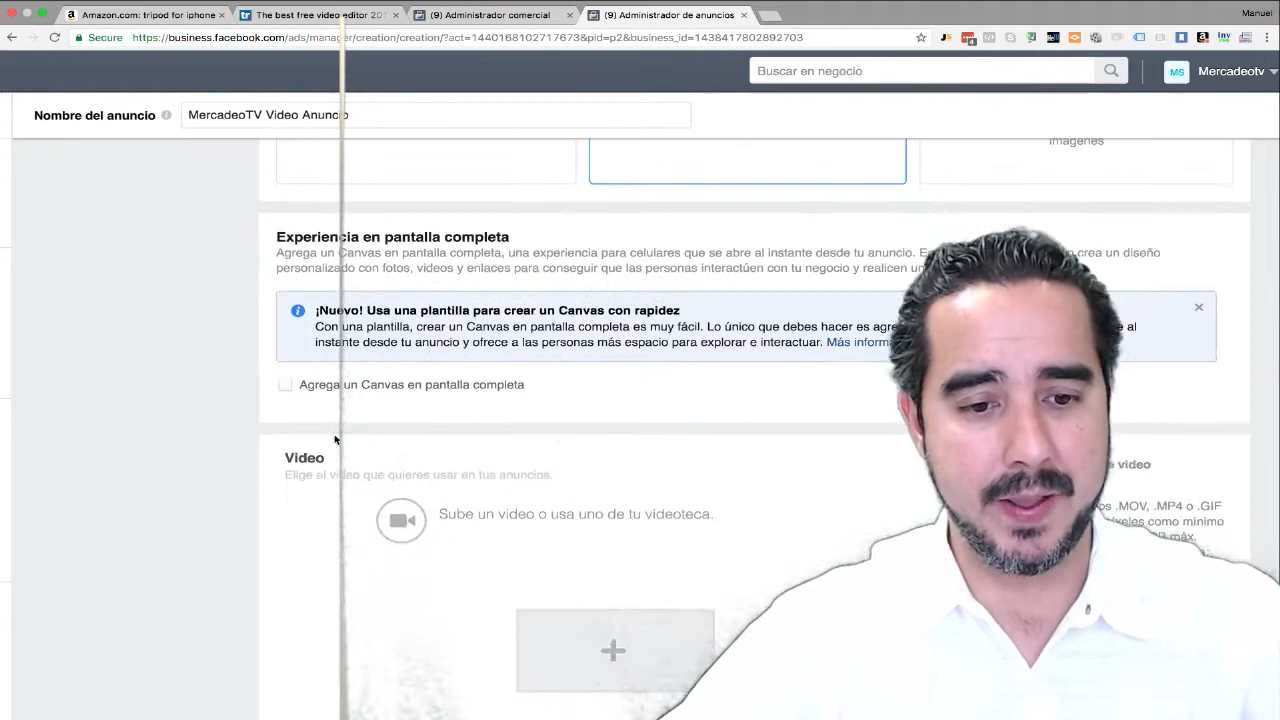 Amazon.com: tripod for iphone
The best free video editor 201
(9) Administrador comercial
(9) Administrador de anuncios
Manuel
Secure
https://business.facebook.com/ads/manager/creation/creation/?act=1440168102717673&pid=p2&business_id=1438417802892703
Buscar en negocio
MS
Mercadeotv
Nombre del anuncio
MercadeoTV Video Anuncio
Imágenes
Experiencia en pantalla completa
Agrega un Canvas en pantalla completa, una experiencia para celulares que se abre al instante desde tu anuncio. crea un diseño
personalizado con fotos, videos y enlaces para conseguir que las personas interactúen con tu negocio y realicen
¡Nuevo! Usa una plantilla para crear un Canvas con rapidez
Con una plantilla, crear un Canvas en pantalla completa es muy fácil. Lo único que debes hacer es al
instante desde tu anuncio y ofrece a las personas más espacio para explorar e interactuar. Más
Agrega un Canvas en pantalla completa
Video
Elige el video que quieres usar en tus anuncios.
Sube un video o usa uno de tu videoteca.
video
.MOV, .MP4 o .GIF
como mínimo
máx.